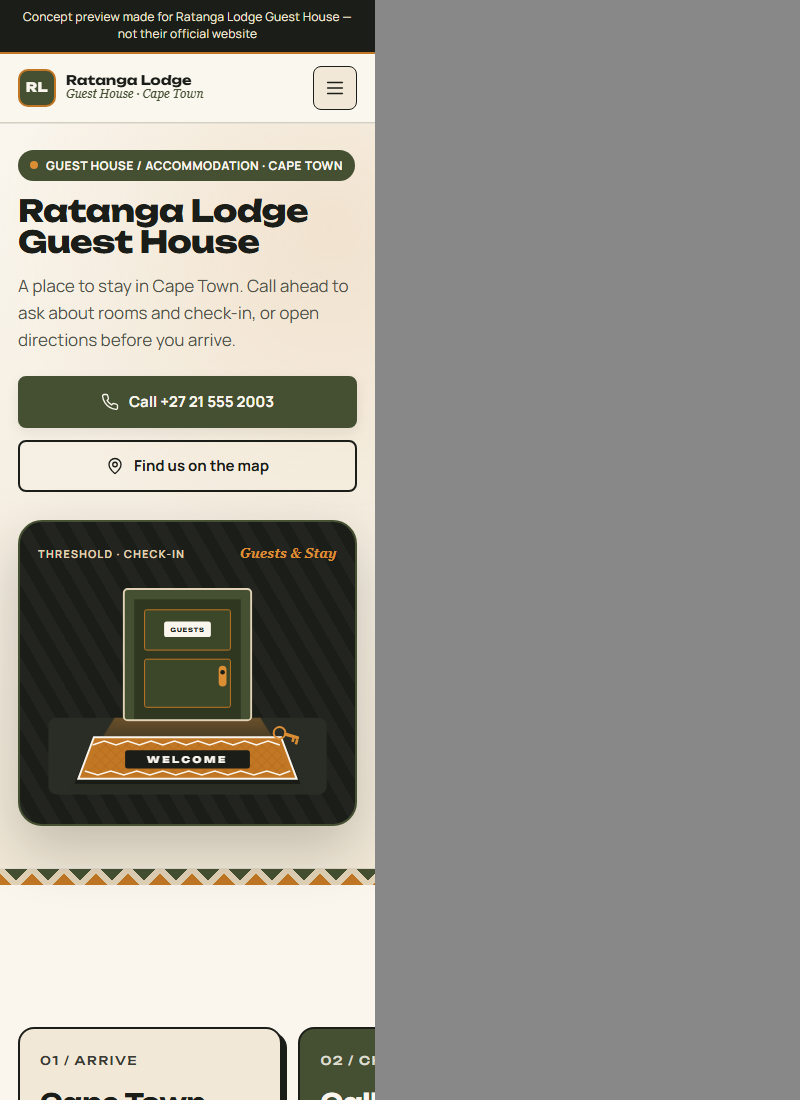 Concept preview made for Ratanga Lodge Guest House —
not their official website
RL
Ratanga Lodge
Guest House · Cape Town
GUEST HOUSE / ACCOMMODATION · CAPE TOWN
Ratanga Lodge
Guest House
A place to stay in Cape Town. Call ahead to
ask about rooms and check-in, or open
directions before you arrive.
Call +27 21 555 2003
Find us on the map
THRESHOLD · CHECK-IN
Guests & Stay
GUESTS
WELCOME
01 / ARRIVE
02 /
Cape Town